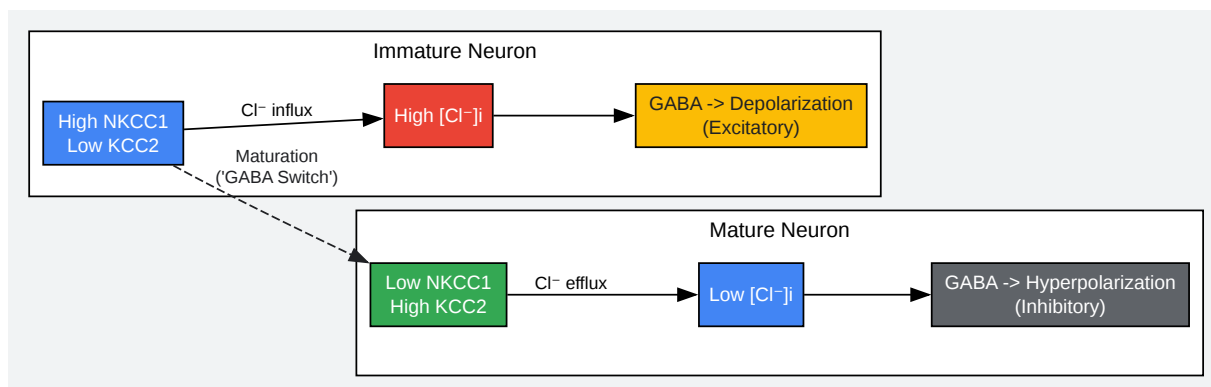 Immature Neuron
High NKCC1
Low KCC2
Cl⁻ influx
High [Cl⁻]i
GABA -> Depolarization
(Excitatory)
Maturation
('GABA Switch')
Mature Neuron
Low NKCC1
High KCC2
Cl⁻ efflux
Low [Cl⁻]i
GABA -> Hyperpolarization
(Inhibitory)